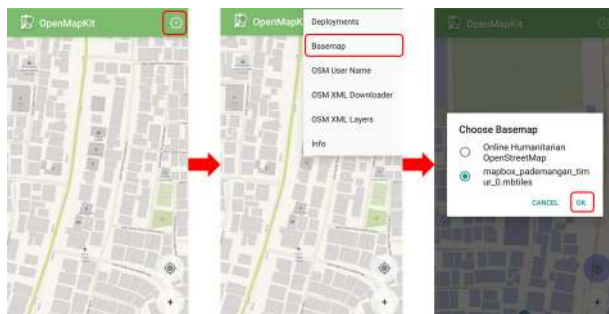 OpenMapKit
OpenMapK
Deployments
Basemap
OSM User Name
OSM XML Downloader
OSM XML Layers
Info
OpenMapKit
Choose Basemap
Online Humanitarian
OpenStreetMap
mapbox_pademangan_tim
ur_0.mbtiles
CANCEL
OK